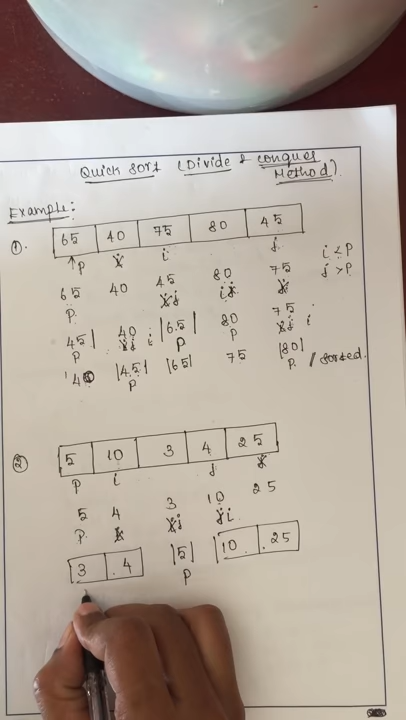 Quick Sort (Divide & Conquer
Method).
Example:
①. 65 40 75 80 45
↑P i i j
i ≤ P
j > P
65 40 45 80 75
P i j i j j
45| 40 |65| 80 75
P i j i P P i j i
40 |45| |65| 75 |80|
P P / sorted.
② 5 10 3 4 25
P i j j
5 4 3 10 25
P. i i j j i
3 4 |5| 10 25
P